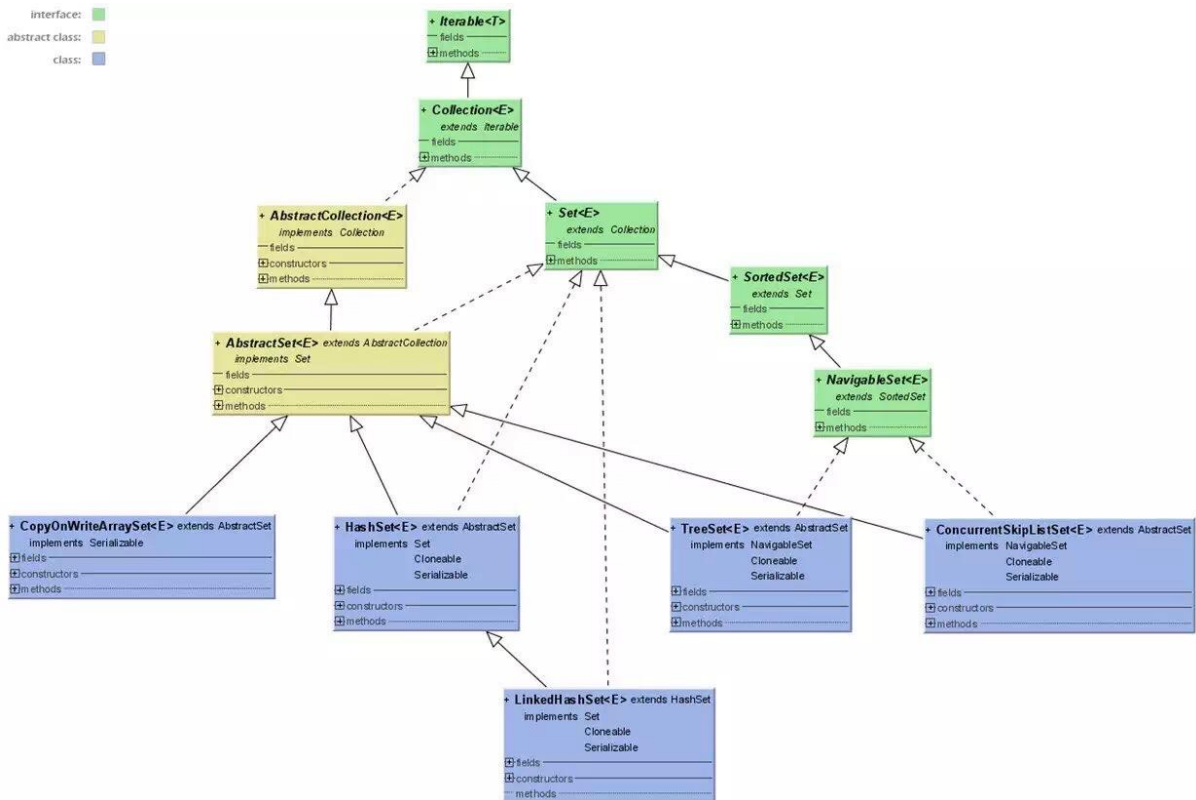 interface:
abstract class:
class:
+ Iterable<T>
fields
methods
+ Collection<E>
extends Iterable
fields
methods
+ AbstractCollection<E>
implements Collection
fields
constructors
methods
+ Set<E>
extends Collection
fields
methods
+ SortedSet<E>
extends Set
fields
methods
+ AbstractSet<E> extends AbstractCollection
implements Set
fields
constructors
methods
+ NavigableSet<E>
extends SortedSet
fields
methods
+ CopyOnWriteArraySet<E> extends AbstractSet
implements Serializable
fields
constructors
methods
+ HashSet<E> extends AbstractSet
implements Set
Cloneable
Serializable
fields
constructors
methods
+ TreeSet<E> extends AbstractSet
implements NavigableSet
Cloneable
Serializable
fields
constructors
methods
+ ConcurrentSkipListSet<E> extends AbstractSet
implements NavigableSet
Cloneable
Serializable
fields
constructors
methods
+ LinkedHashSet<E> extends HashSet
implements Set
Cloneable
Serializable
fields
constructors
methods